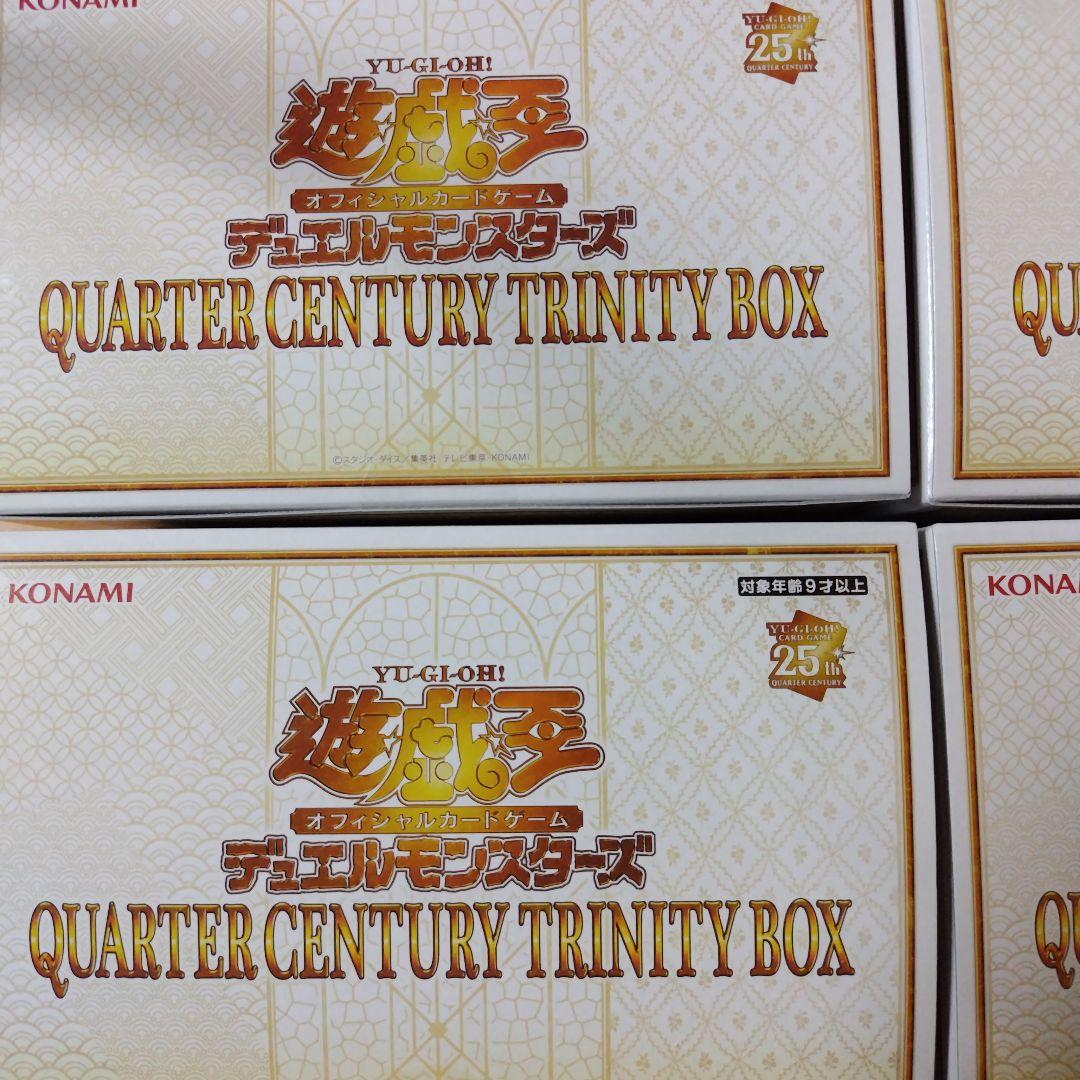 KONAMI
YU-GI-OH!
CARD GAME
25th
QUARTER CENTURY
YU-GI-OH!
遊戯王
オフィシャルカードゲーム
デュエルモンスターズ
QUARTER CENTURY TRINITY BOX
©スタジオ・ダイス／集英社 テレビ東京 KONAMI
QU
KONAMI
対象年齢9才以上
YU-GI-OH!
CARD GAME
25th
QUARTER CENTURY
YU-GI-OH!
遊戯王
オフィシャルカードゲーム
デュエルモンスターズ
QUARTER CENTURY TRINITY BOX
KONAM
QU